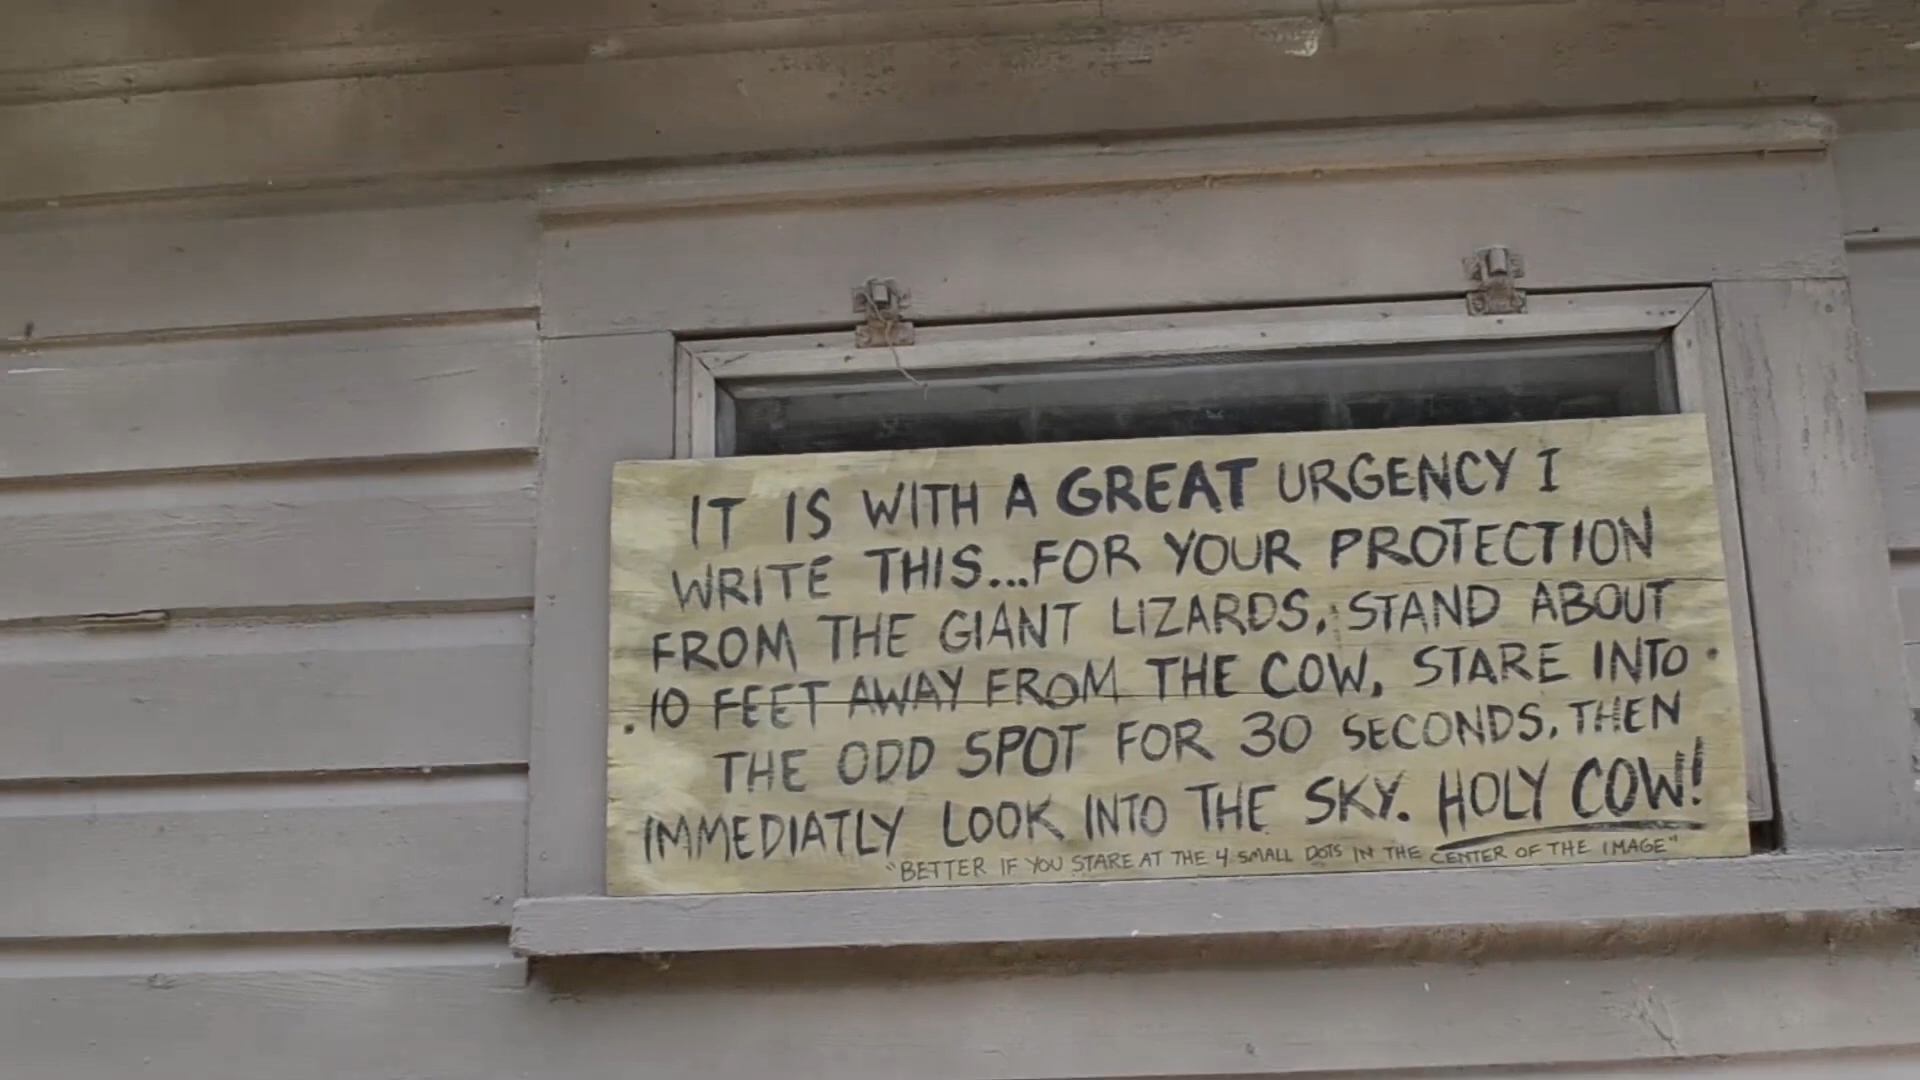 IT IS WITH A GREAT URGENCY I
WRITE THIS...FOR YOUR PROTECTION
FROM THE GIANT LIZARDS, STAND ABOUT
10 FEET AWAY FROM THE COW, STARE INTO
THE ODD SPOT FOR 30 SECONDS, THEN
IMMEDIATLY LOOK INTO THE SKY. HOLY COW!
"BETTER IF YOU STARE AT THE 4 SMALL DOTS IN THE CENTER OF THE IMAGE"